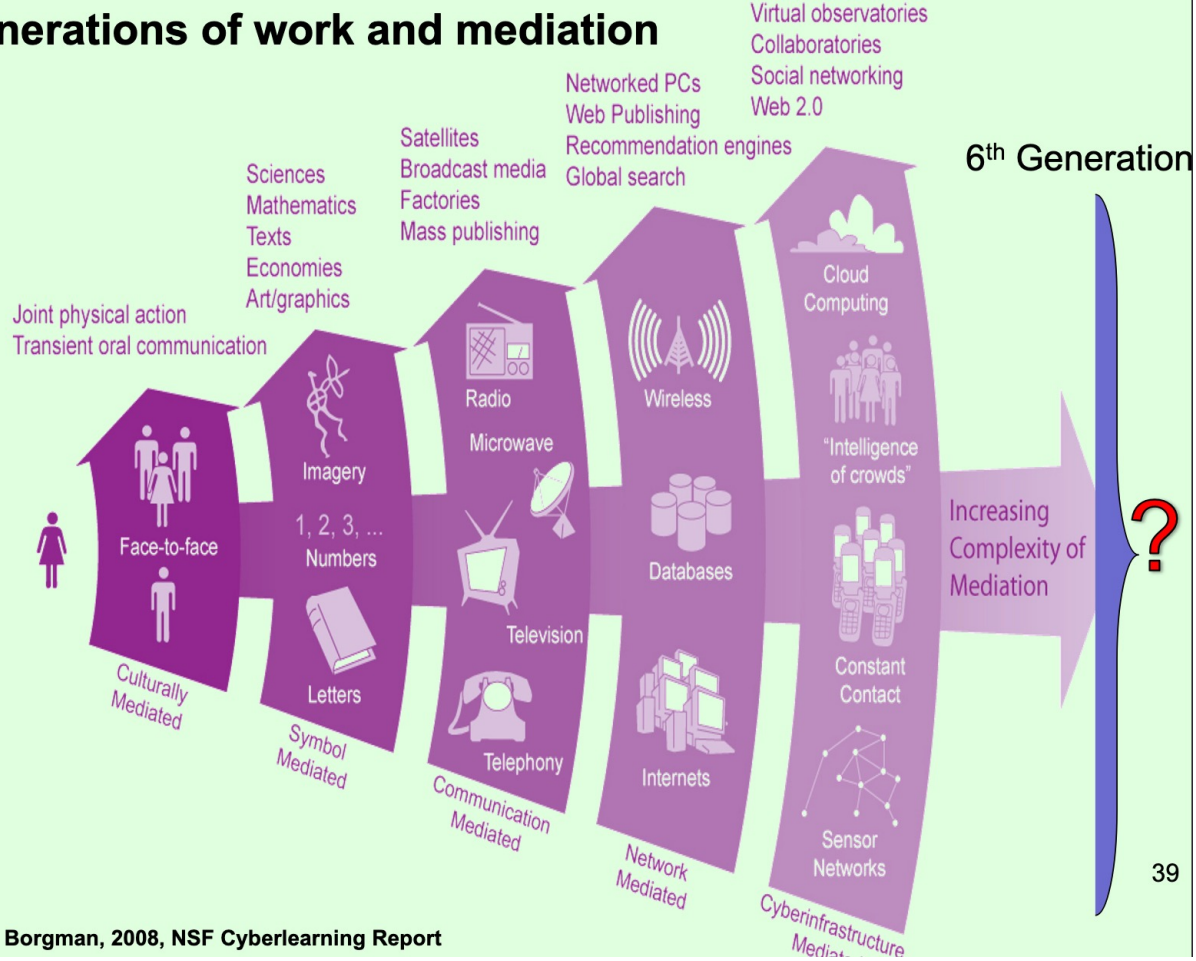 nerations of work and mediation
Virtual observatories
Collaboratories
Social networking
Web 2.0
Networked PCs
Web Publishing
Recommendation engines
Global search
Satellites
Broadcast media
Factories
Mass publishing
Sciences
Mathematics
Texts
Economies
Art/graphics
Joint physical action
Transient oral communication
6th Generation
Face-to-face
Culturally
Mediated
Imagery
1, 2, 3, ...
Numbers
Letters
Symbol
Mediated
Radio
Microwave
Television
Telephony
Communication
Mediated
Wireless
Databases
Internets
Network
Mediated
Cloud
Computing
“Intelligence
of crowds”
Constant
Contact
Sensor
Networks
Cyberinfrastructure
Increasing
Complexity of
Mediation
?
39
Borgman, 2008, NSF Cyberlearning Report